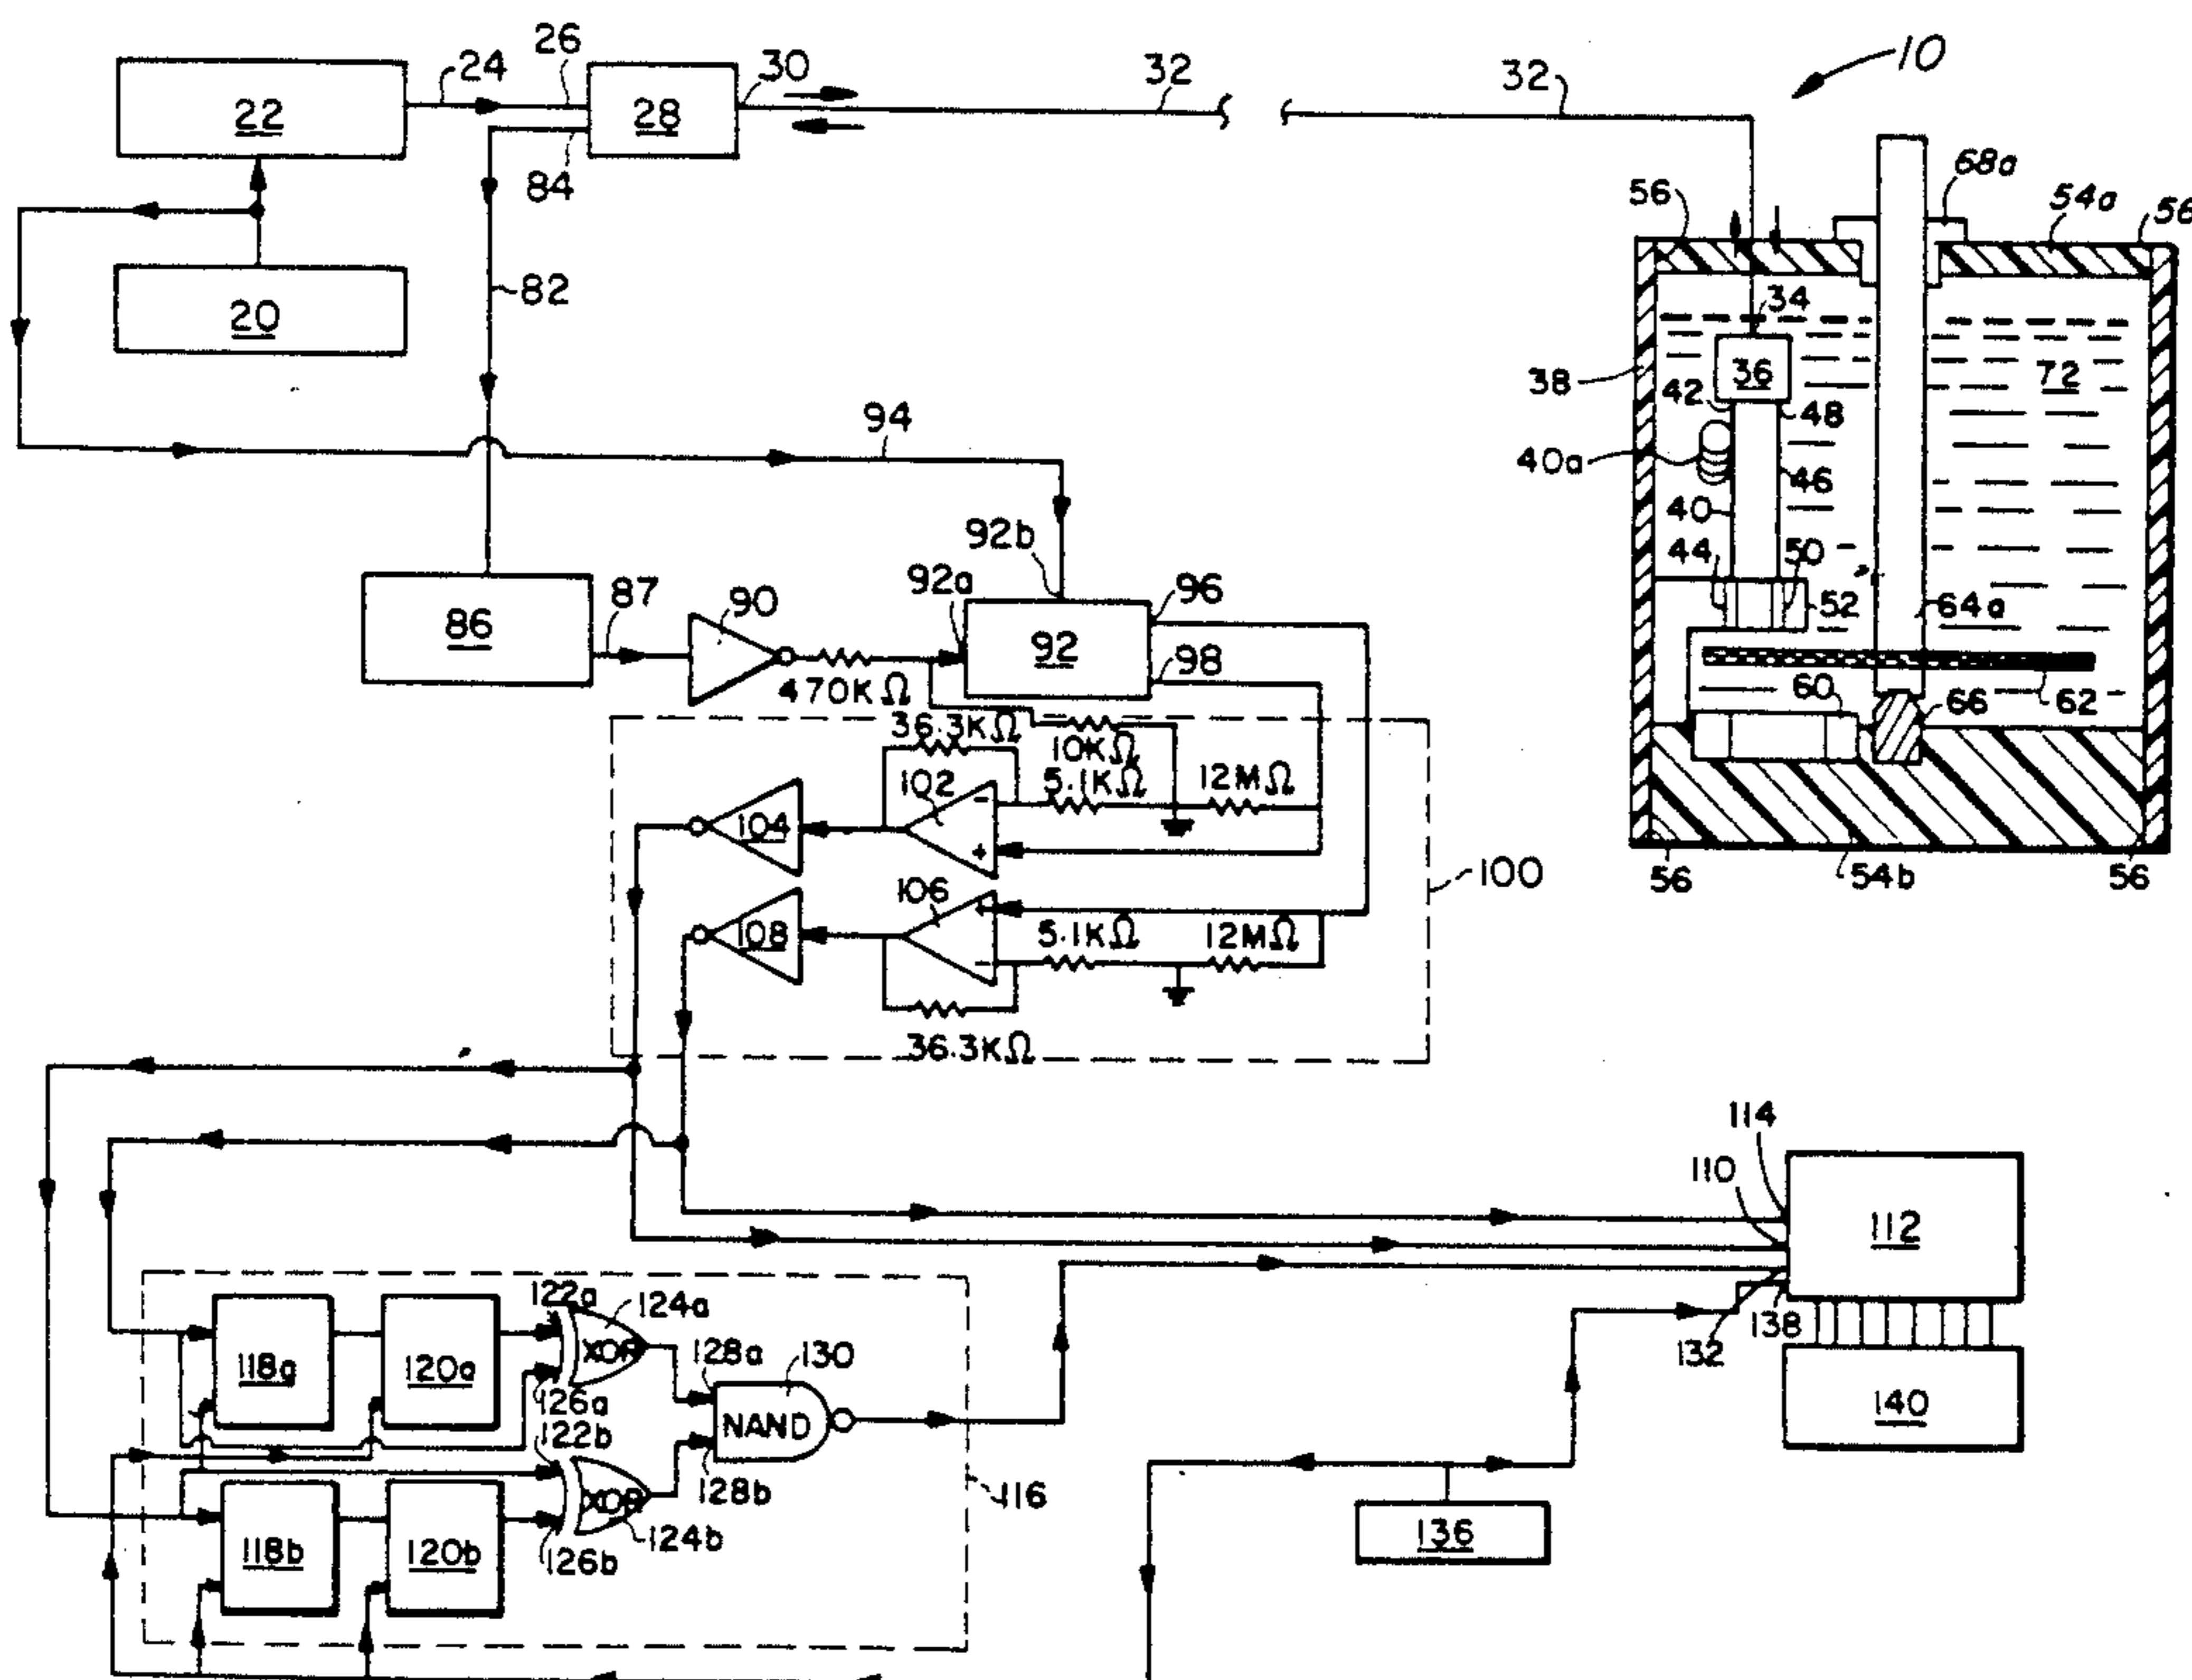 10
26
24
22
28
30
32
32
84
20
82
94
56
68a
54a
56
34
38
36
72
42
48
40a
46
40
44
50
52
64a
60
66
62
56
54b
56
92b
92a
96
86
87
90
92
98
470KΩ
36.3KΩ
10KΩ
5.1KΩ
12MΩ
102
-
104
+
100
106
+
108
5.1KΩ
12MΩ
-
36.3KΩ
114
110
112
132
138
140
122a
124a
XOR
118a
120a
128a
130
126a
122b
NAND
128b
116
XOR
118b
120b
126b
124b
136